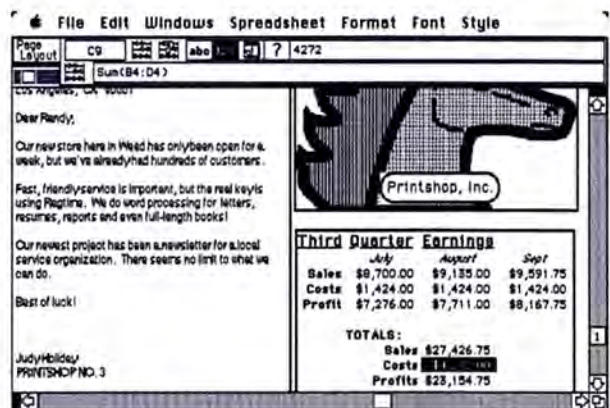 File Edit Windows Spreadsheet Format Font Style
Page Layout C9 abc ? 4272
Sum(B4:D4)
Los Angeles, CA 90001
Dear Randy,
Our new store here in Weed has onlybeen open for a
week, but we've alreadyhad hundreds of customers.
Fast, friendlyservice is important, but the real keyis
using Ragtime. We do word processing for letters,
resumes, reports and even full-length books!
Our newest project has been a newsletter for a local
service organization. There seems no limit to what we
can do.
Best of luck!
JudyHoliday
PRINTSHOP NO. 3
Printshop, Inc.
Third Quarter Earnings
July August Sept
Sales $8,700.00 $9,135.00 $9,591.75
Costs $1,424.00 $1,424.00 $1,424.00
Profit $7,276.00 $7,711.00 $8,167.75
TOTALS:
Sales $27,426.75
Costs
Profits $23,154.75
1